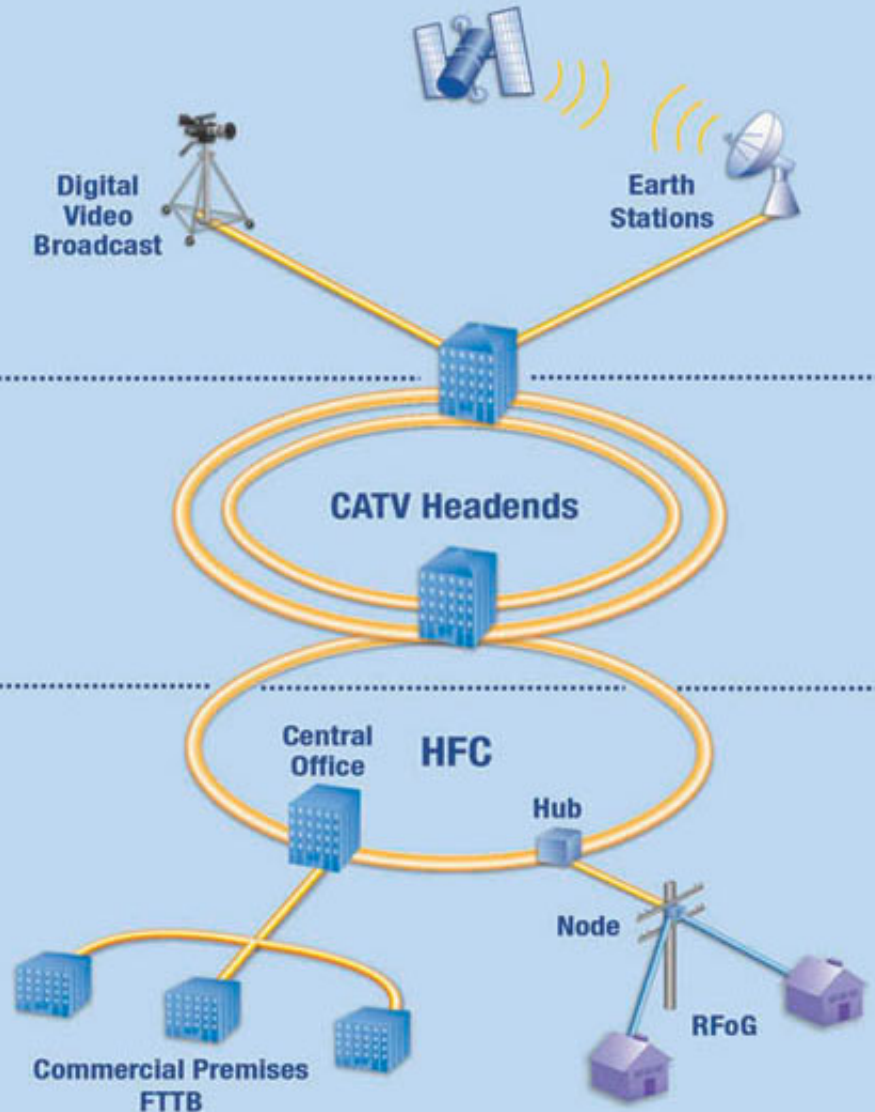 Digital
Video
Broadcast
Earth
Stations
CATV Headends
Central
Office
HFC
Hub
Node
RFoG
Commercial Premises
FTTB